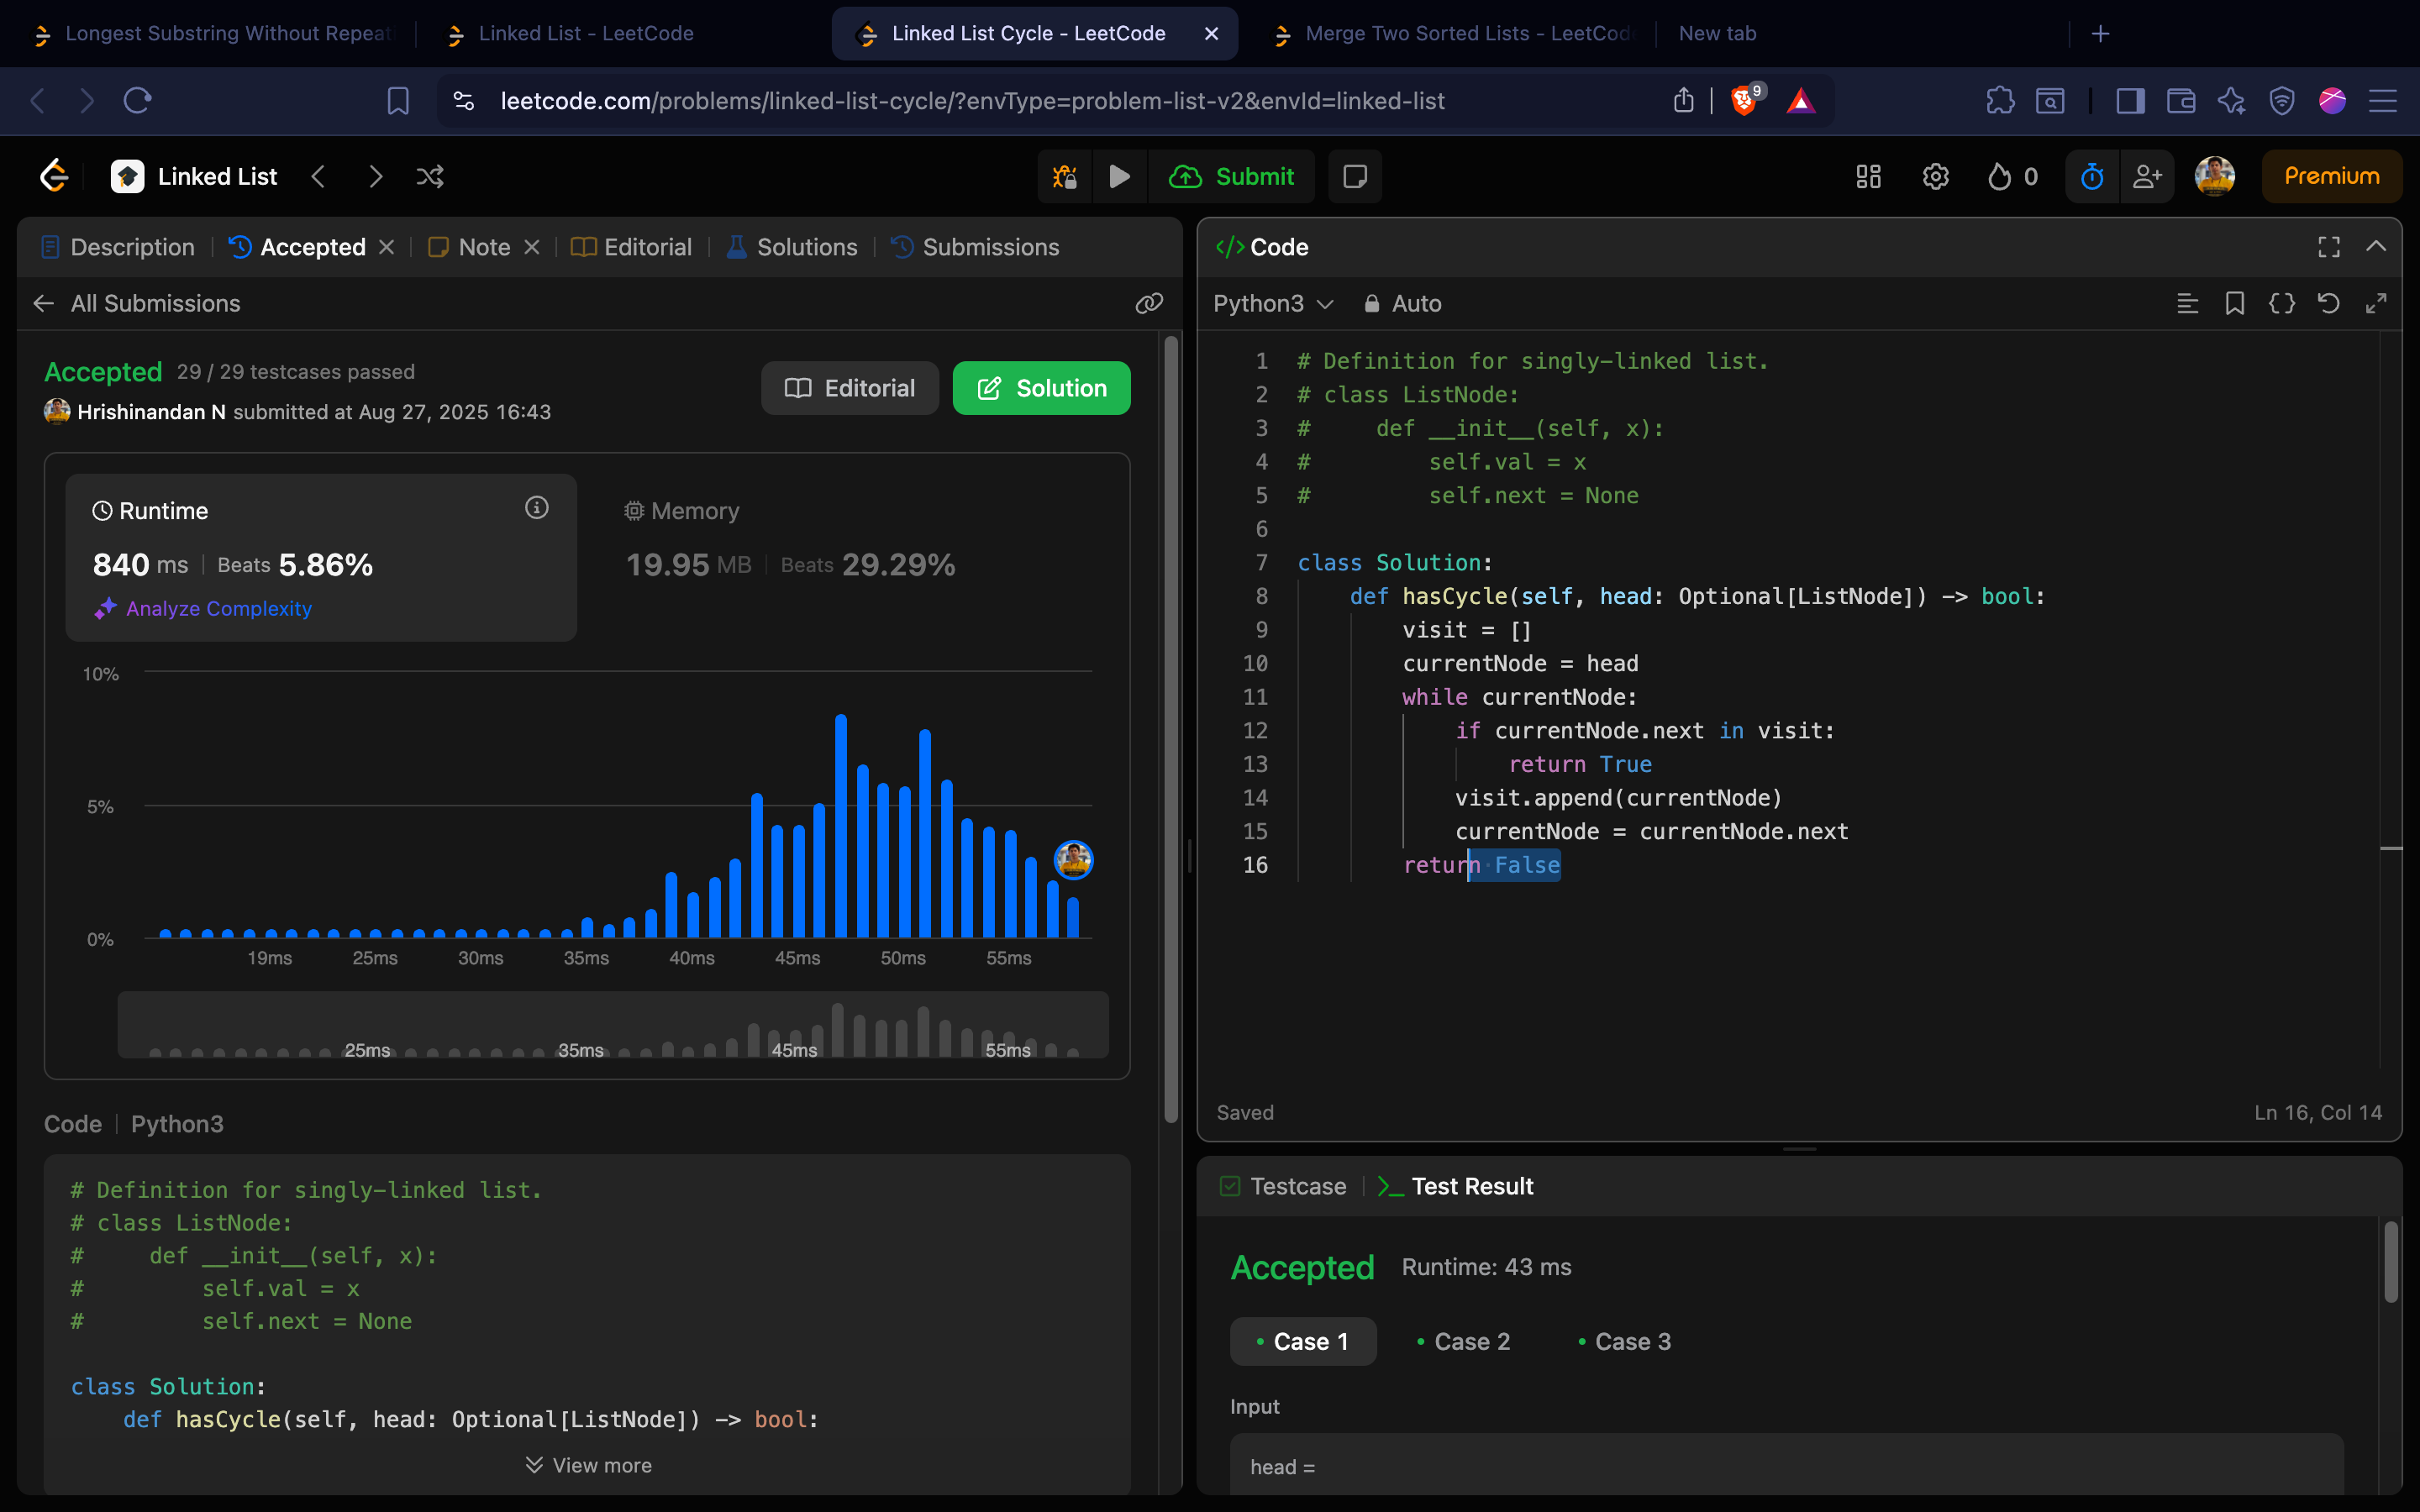 Longest Substring Without Repeat
Linked List - LeetCode
Linked List Cycle - LeetCode
Merge Two Sorted Lists - LeetCod
New tab
leetcode.com/problems/linked-list-cycle/?envType=problem-list-v2&envId=linked-list
9
Linked List
Submit
0
Premium
Description
Accepted
Note
Editorial
Solutions
Submissions
All Submissions
Accepted 29 / 29 testcases passed
Hrishinandan N submitted at Aug 27, 2025 16:43
Editorial
Solution
Runtime
840 ms | Beats 5.86%
Analyze Complexity
Memory
19.95 MB | Beats 29.29%
10%
5%
0%
19ms 25ms 30ms 35ms 40ms 45ms 50ms 55ms
25ms 35ms 45ms 55ms
Code | Python3
# Definition for singly-linked list.
# class ListNode:
#     def __init__(self, x):
#         self.val = x
#         self.next = None
class Solution:
    def hasCycle(self, head: Optional[ListNode]) -> bool:
View more
</> Code
Python3
Auto
1 # Definition for singly-linked list.
2 # class ListNode:
3 #     def __init__(self, x):
4 #         self.val = x
5 #         self.next = None
6
7 class Solution:
8     def hasCycle(self, head: Optional[ListNode]) -> bool:
9         visit = []
10         currentNode = head
11         while currentNode:
12             if currentNode.next in visit:
13                 return True
14             visit.append(currentNode)
15             currentNode = currentNode.next
16         return False
Saved
Ln 16, Col 14
Testcase
Test Result
Accepted Runtime: 43 ms
• Case 1
• Case 2
• Case 3
Input
head =